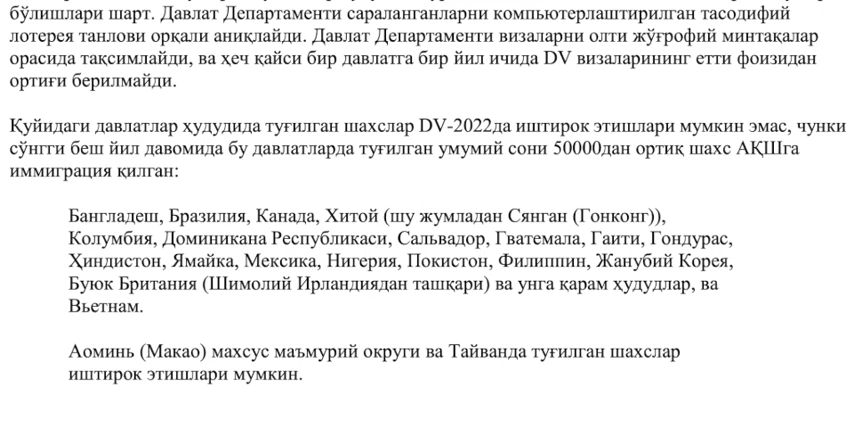 бўлишлари шарт. Давлат Департаменти сараланганларни компьютерлаштирилган тасодифий
лотерея танлови орқали аниқлайди. Давлат Департаменти визаларни олти жўғрофий минтақалар
орасида тақсимлайди, ва ҳеч қайси бир давлатга бир йил ичида DV визаларининг етти фоизидан
ортиғи берилмайди.
Қуйидаги давлатлар ҳудудида туғилган шахслар DV-2022да иштирок этишлари мумкин эмас, чунки
сўнгги беш йил давомида бу давлатларда туғилган умумий сони 50000дан ортиқ шахс АҚШга
иммиграция қилган:
Бангладеш, Бразилия, Канада, Хитой (шу жумладан Сянган (Гонконг)),
Колумбия, Доминикана Республикаси, Сальвадор, Гватемала, Гаити, Гондурас,
Ҳиндистон, Ямайка, Мексика, Нигерия, Покистон, Филиппин, Жанубий Корея,
Буюк Британия (Шимолий Ирландиядан ташқари) ва унга қарам ҳудудлар, ва
Вьетнам.
Аоминь (Макао) махсус маъмурий округи ва Тайванда туғилган шахслар
иштирок этишлари мумкин.